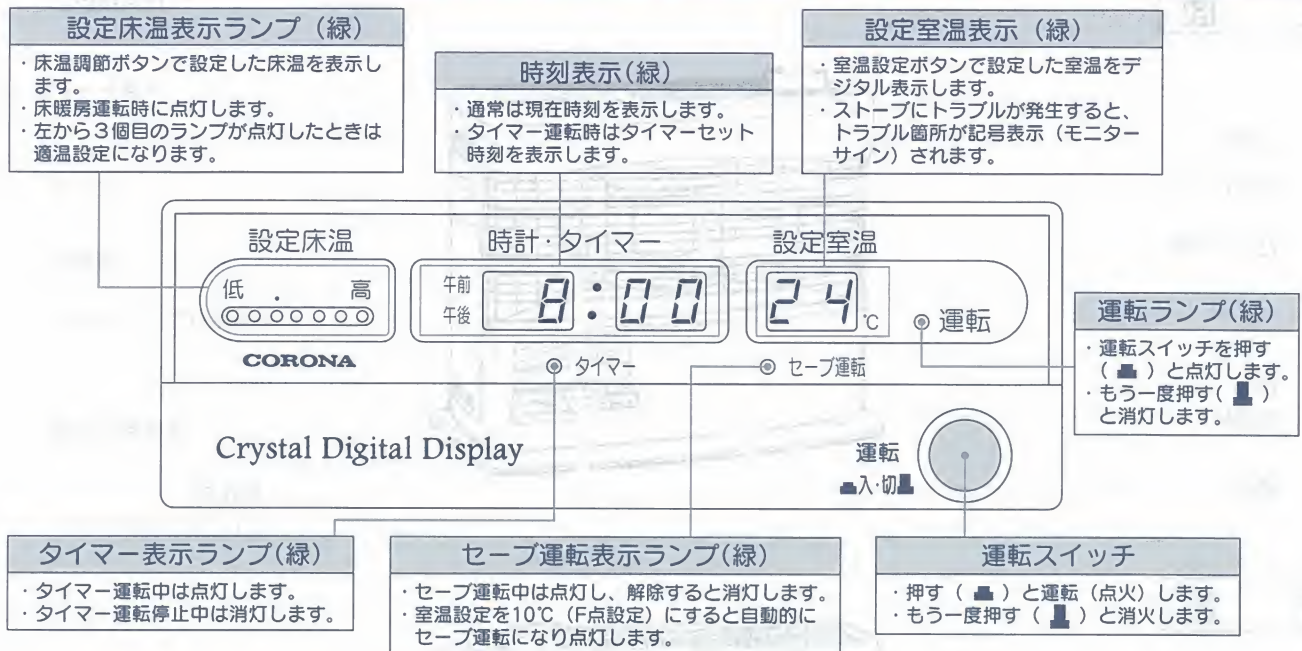 設定床温表示ランプ（緑）
・床温調節ボタンで設定した床温を表示し
ます。
・床暖房運転時に点灯します。
・左から３個目のランプが点灯したときは
適温設定になります。
時刻表示(緑)
・通常は現在時刻を表示します。
・タイマー運転時はタイマーセット
時刻を表示します。
設定室温表示（緑）
・室温設定ボタンで設定した室温をデ
ジタル表示します。
・ストーブにトラブルが発生すると、
トラブル箇所が記号表示（モニター
サイン）されます。
設定床温
低 ． 高
CORONA
時計・タイマー
午前
午後
8:00
タイマー
設定室温
24℃
運転
セーブ運転
運転ランプ(緑)
・運転スイッチを押す
（ ）と点灯します。
・もう一度押す( )
と消灯します。
Crystal Digital Display
運転
入・切
タイマー表示ランプ(緑)
・タイマー運転中は点灯します。
・タイマー運転停止中は消灯します。
セーブ運転表示ランプ(緑)
・セーブ運転中は点灯し、解除すると消灯します。
・室温設定を10℃（F点設定）にすると自動的に
セーブ運転になり点灯します。
運転スイッチ
・押す（ ）と運転（点火）します。
・もう一度押す（ ）と消火します。